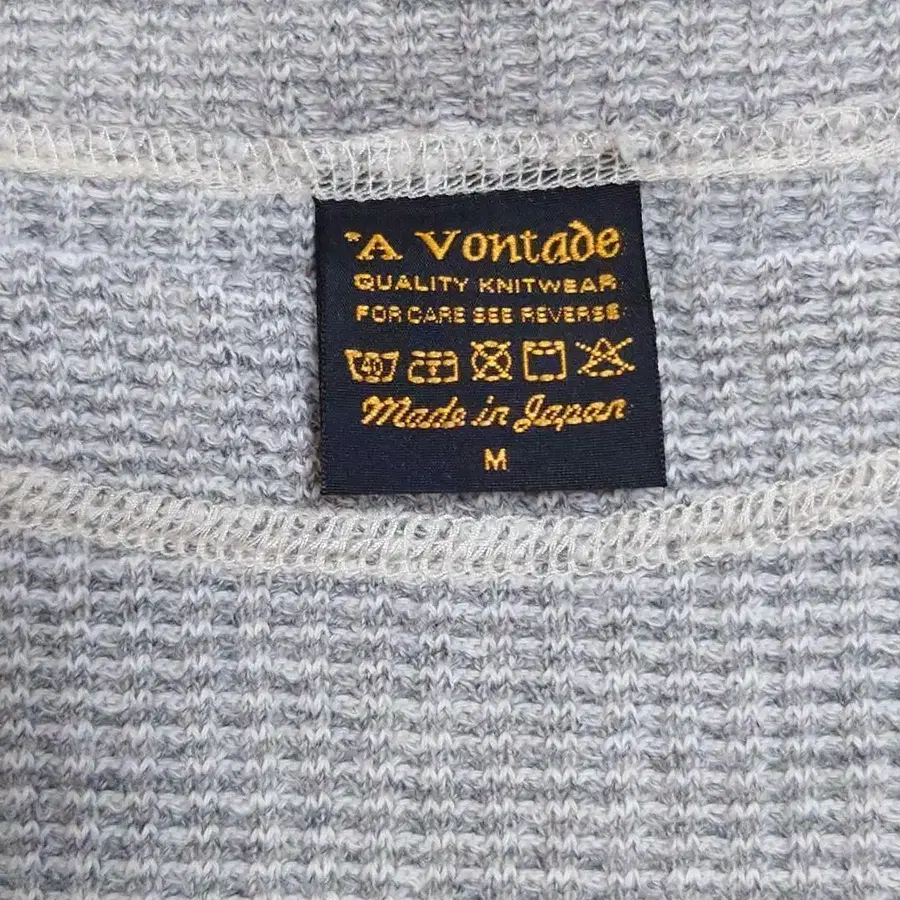 "A Vontade
QUALITY KNITWEAR
FOR CARE SEE REVERSE
40
Made in Japan
M